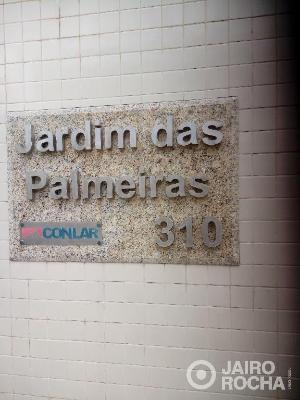 Jardim das
Palmeiras
CONLAR 310
JAIRO
ROCHA